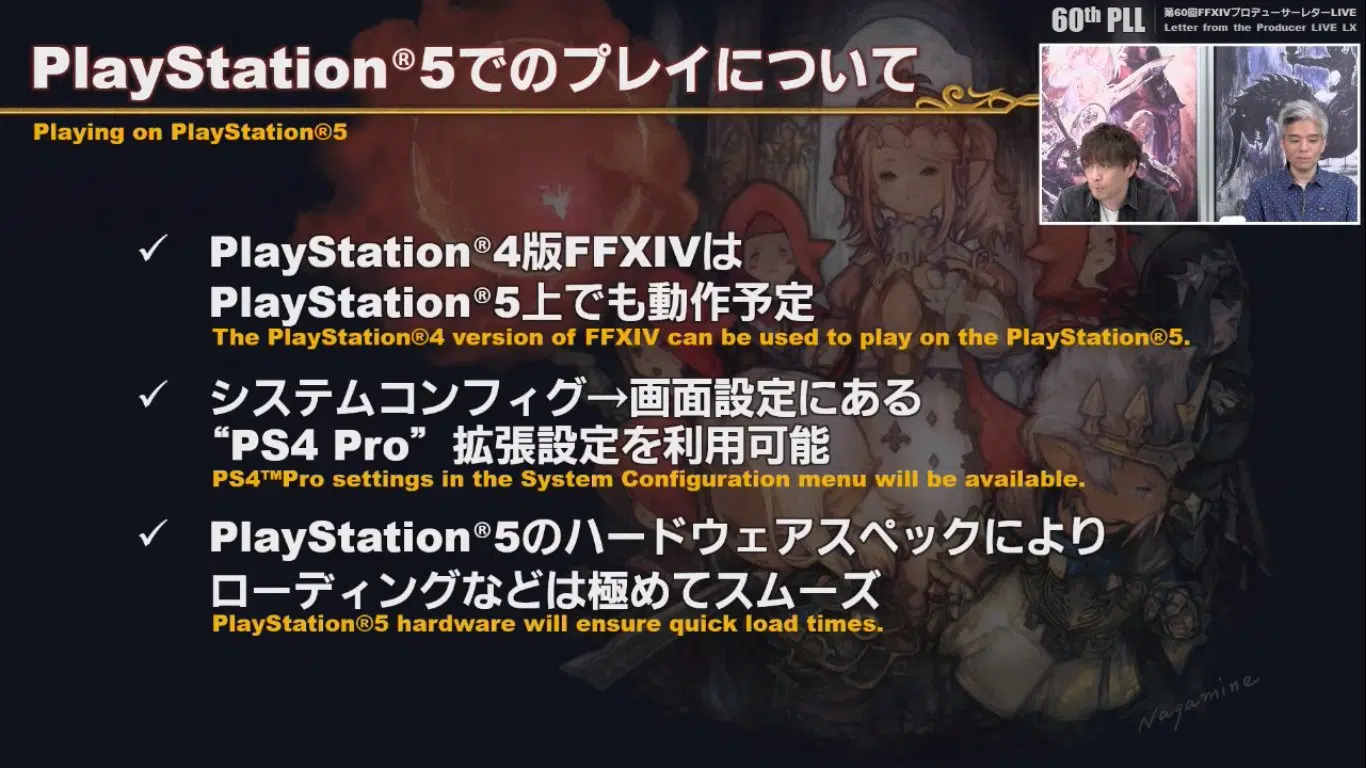 60th PLL
第60回FFXIVプロデューサーレターLIVE
Letter from the Producer LIVE LX
PlayStation®5でのプレイについて
Playing on PlayStation®5
✓ PlayStation®4版FFXIVは
PlayStation®5上でも動作予定
The PlayStation®4 version of FFXIV can be used to play on the PlayStation®5.
✓ システムコンフィグ→画面設定にある
“PS4 Pro”拡張設定を利用可能
PS4™Pro settings in the System Configuration menu will be available.
✓ PlayStation®5のハードウェアスペックにより
ローディングなどは極めてスムーズ
PlayStation®5 hardware will ensure quick load times.
Nagamine